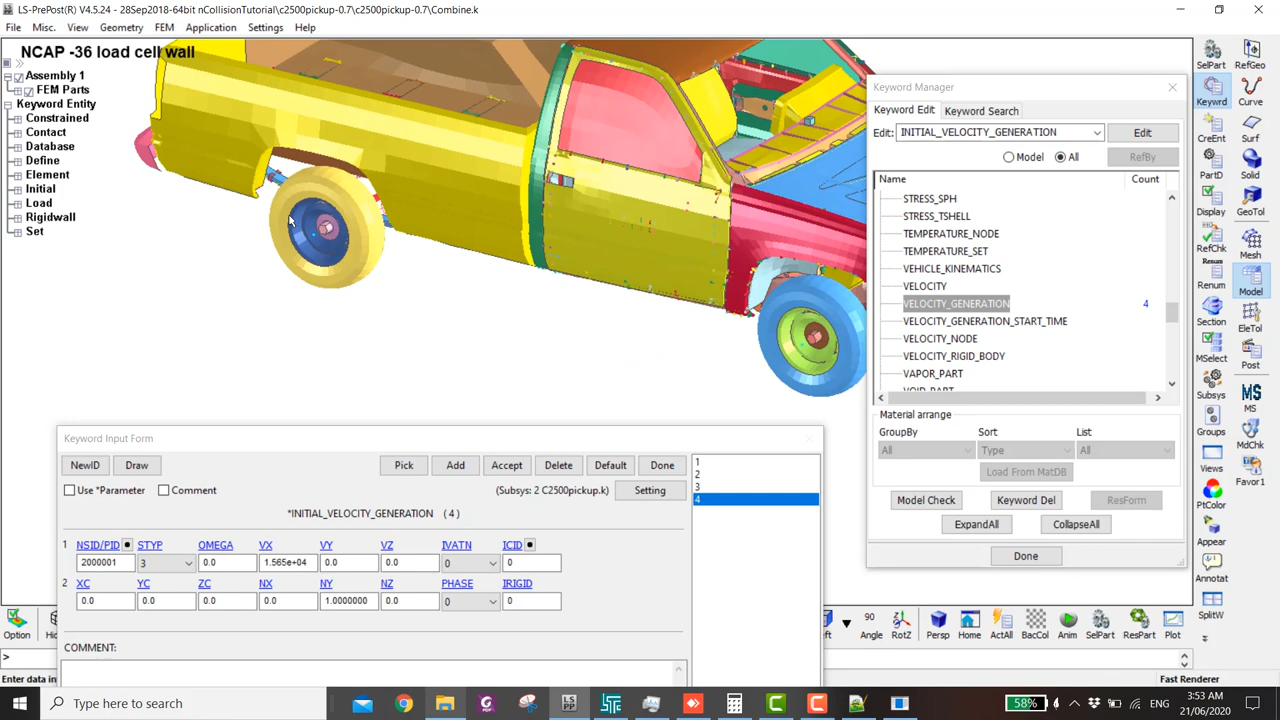 LS-PrePost(R) V4.5.24 - 28Sep2018-64bit nCollisionTutorial\c2500pickup-0.7\c2500pickup-0.7\Combine.k
File Misc. View Geometry FEM Application Settings Help
NCAP -36 load cell wall
Assembly 1
FEM Parts
Keyword Entity
Constrained
Contact
Database
Define
Element
Initial
Load
Rigidwall
Set
Keyword Manager
Keyword Edit Keyword Search
Edit: INITIAL_VELOCITY_GENERATION Edit
Model All RefBy
Name Count
STRESS_SPH
STRESS_TSHELL
TEMPERATURE_NODE
TEMPERATURE_SET
VEHICLE_KINEMATICS
VELOCITY
VELOCITY_GENERATION 4
VELOCITY_GENERATION_START_TIME
VELOCITY_NODE
VELOCITY_RIGID_BODY
VAPOR_PART
VOID_PART
Material arrange
GroupBy Sort List
All Type All
Load From MatDB
Model Check Keyword Del ResForm
ExpandAll CollapseAll
Done
Keyword Input Form
NewID Draw Pick Add Accept Delete Default Done
Use *Parameter Comment (Subsys: 2 C2500pickup.k) Setting
*INITIAL_VELOCITY_GENERATION (4)
1 NSID/PID STYP OMEGA VX VY VZ IVATN ICID
2000001 3 0.0 1.565e+04 0.0 0.0 0 0
2 XC YC ZC NX NY NZ PHASE IRIGID
0.0 0.0 0.0 0.0 1.0000000 0.0 0 0
COMMENT:
1
2
3
4
SelPart RefGeo
Keywrd Curve
CreEnt Surf
PartD Solid
Display GeoTol
RefChk Mesh
Renum
Renum Model
Section EleTol
MSelect Post
Subsys MS
MS
Groups MdChk
Views Favor1
PtColor
Appear
Annotat
SplitW
Option Hi eft 90 Angle RotZ Persp Home ActAll BacCol Anim SelPart ResPart Plot
>
Enter data in Fast Renderer
Type here to search
58% ENG 3:53 AM
21/06/2020